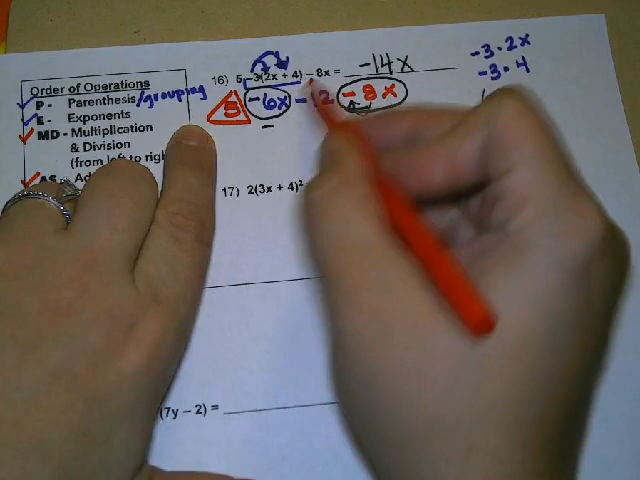 Order of Operations
P - Parenthesis/grouping
E - Exponents
MD - Multiplication
& Division
(from left to righ
AS - Ad
16) 5 -3(2x + 4) - 8x = -14x
5 -6x - 12 - 8x
-3·2x
-3·4
17) 2(3x + 4)²
(7y - 2) =